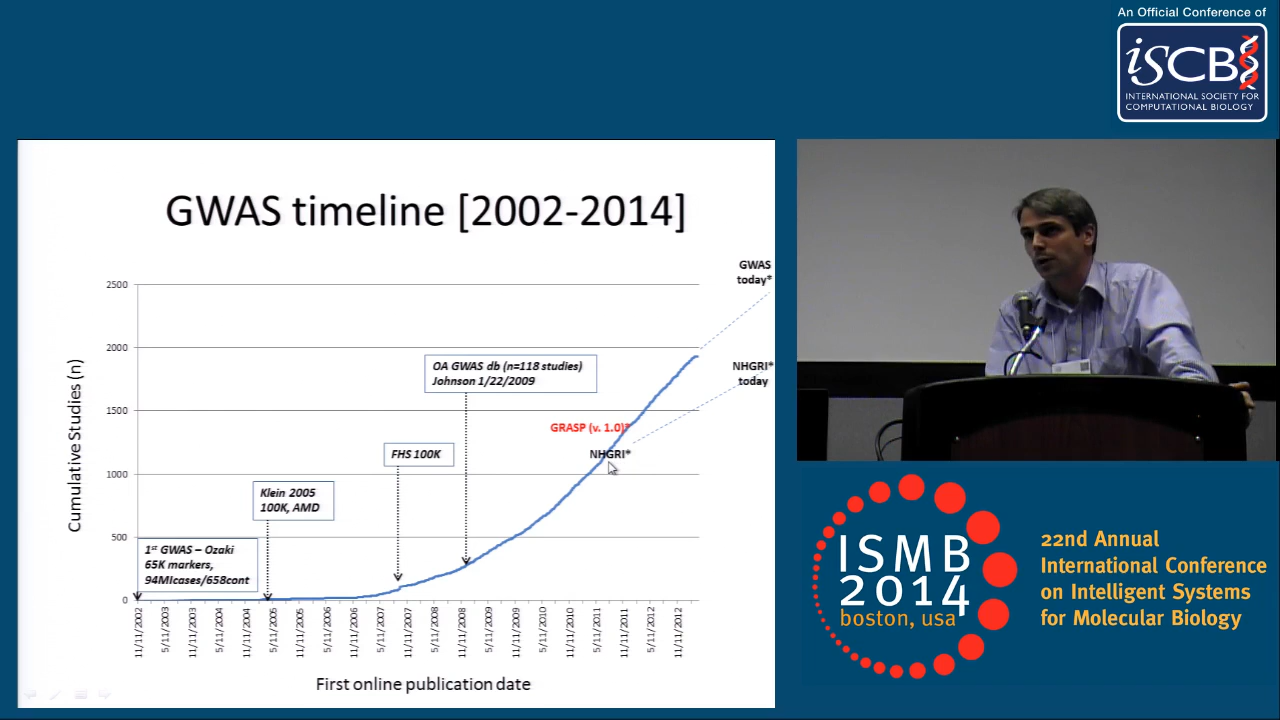 An Official Conference of
iSCB
INTERNATIONAL SOCIETY FOR
COMPUTATIONAL BIOLOGY
GWAS timeline [2002-2014]
GWAS
today*
2500
2000
1500
1000
500
0
Cumulative Studies (n)
OA GWAS db (n=118 studies)
Johnson 1/22/2009
NHGRI*
today
GRASP (v. 1.0)*
NHGRI*
FHS 100K
Klein 2005
100K, AMD
1st GWAS – Ozaki
65K markers,
94MIcases/658cont
11/11/2002
5/11/2003
11/11/2003
5/11/2004
11/11/2004
5/11/2005
11/11/2005
5/11/2006
11/11/2006
5/11/2007
11/11/2007
5/11/2008
11/11/2008
5/11/2009
11/11/2009
5/11/2010
11/11/2010
5/11/2011
11/11/2011
5/11/2012
11/11/2012
First online publication date
ISMB
2014
boston, usa
22nd Annual
International Conference
on Intelligent Systems
for Molecular Biology